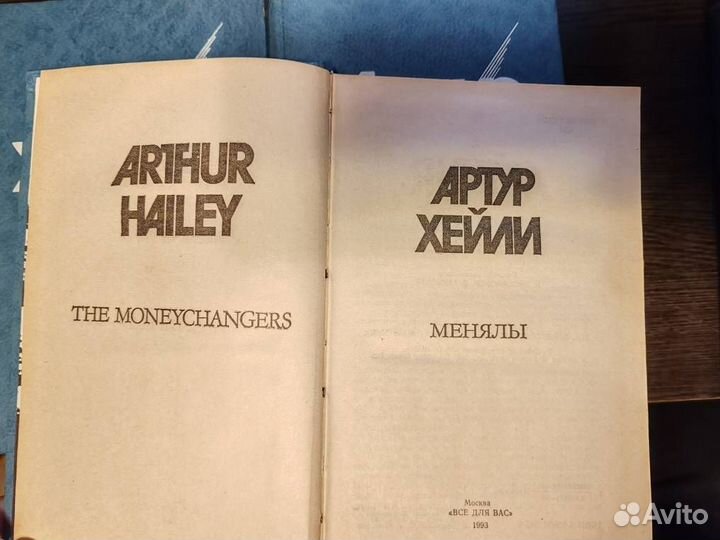 ARTHUR
HAILEY
THE MONEYCHANGERS
АРТУР
ХЕЙЛИ
МЕНЯЛЫ
Москва
«ВСЕ ДЛЯ ВАС»
1993
Avito